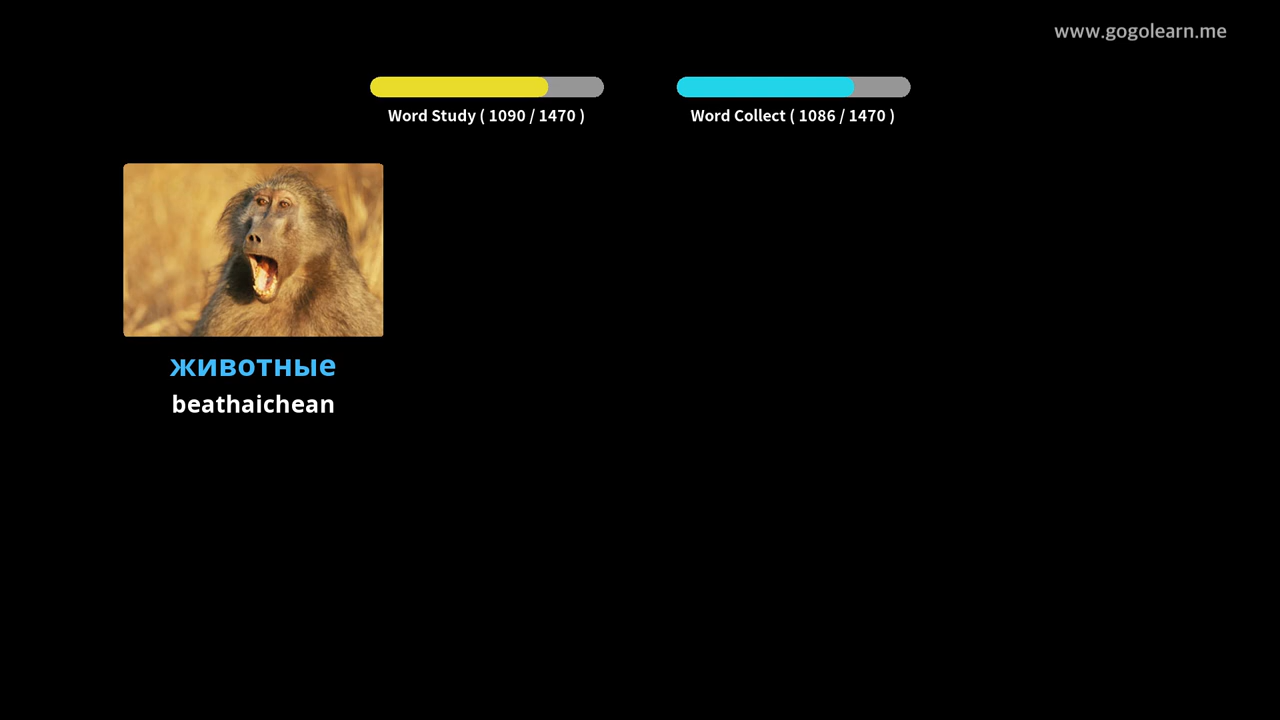 www.gogolearn.me
Word Study ( 1090 / 1470 )
Word Collect ( 1086 / 1470 )
животные
beathaichean